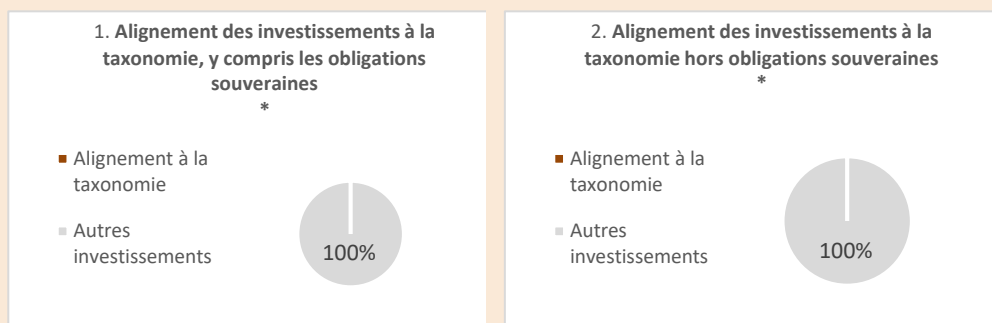 1. Alignement des investissements à la
taxonomie, y compris les obligations
souveraines
*
Alignement à la
taxonomie
Autres
investissements
100%
2. Alignement des investissements à la
taxonomie hors obligations souveraines
*
Alignement à la
taxonomie
Autres
investissements
100%